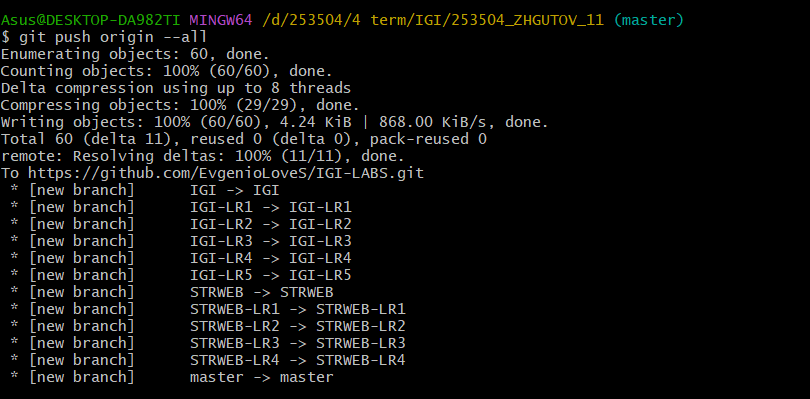 Asus@DESKTOP-DA982TI MINGW64 /d/253504/4 term/IGI/253504_ZHGUTOV_11 (master)
$ git push origin --all
Enumerating objects: 60, done.
Counting objects: 100% (60/60), done.
Delta compression using up to 8 threads
Compressing objects: 100% (29/29), done.
Writing objects: 100% (60/60), 4.24 KiB | 868.00 KiB/s, done.
Total 60 (delta 11), reused 0 (delta 0), pack-reused 0
remote: Resolving deltas: 100% (11/11), done.
To https://github.com/EvgenioLoveS/IGI-LABS.git
 * [new branch]      IGI -> IGI
 * [new branch]      IGI-LR1 -> IGI-LR1
 * [new branch]      IGI-LR2 -> IGI-LR2
 * [new branch]      IGI-LR3 -> IGI-LR3
 * [new branch]      IGI-LR4 -> IGI-LR4
 * [new branch]      IGI-LR5 -> IGI-LR5
 * [new branch]      STRWEB -> STRWEB
 * [new branch]      STRWEB-LR1 -> STRWEB-LR1
 * [new branch]      STRWEB-LR2 -> STRWEB-LR2
 * [new branch]      STRWEB-LR3 -> STRWEB-LR3
 * [new branch]      STRWEB-LR4 -> STRWEB-LR4
 * [new branch]      master -> master